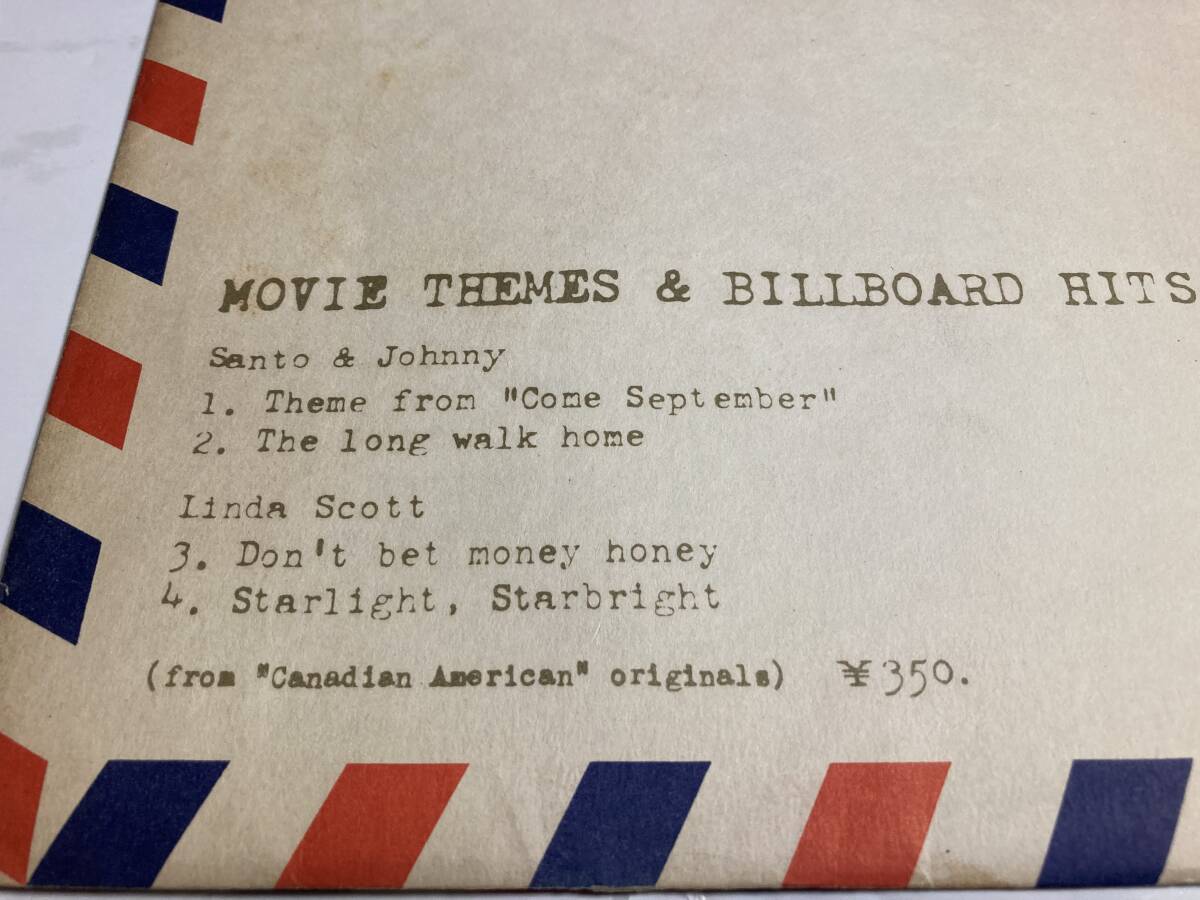 MOVIE THEMES & BILLBOARD HITS
Santo & Johnny
1. Theme from "Come September"
2. The long walk home
Linda Scott
3. Don't bet money honey
4. Starlight, Starbright
(from "Canadian American" originals) ¥350.